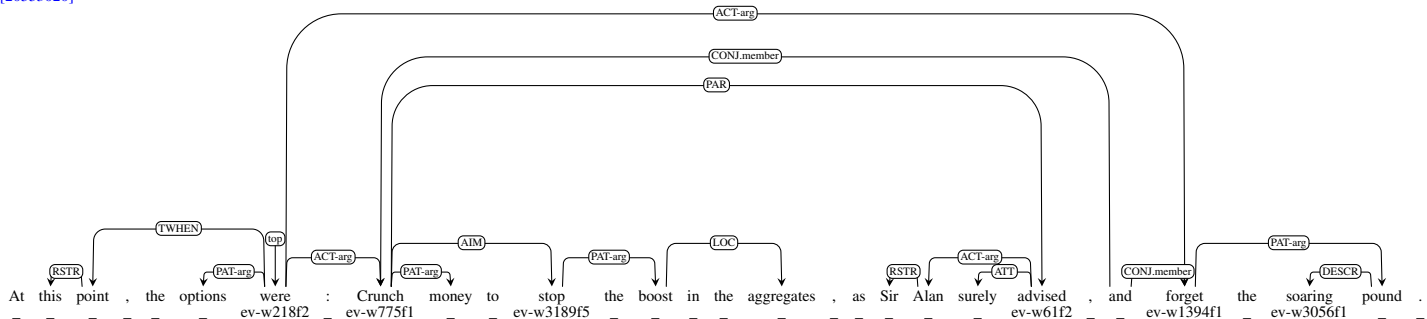 ACT-arg
CONJ.member
PAR
TWHEN
top
AIM LOC PAT-arg
ACT-arg PAT-arg ACT-arg
RSTR PAT-arg PAT-arg RSTR ATT CONJ.member DESCR
At this point , the options were : Crunch money to stop the boost in the aggregates , as Sir Alan surely advised , and forget the soaring pound .
_ _ _ _ _ _ ev-w218f2 _ ev-w775f1 _ _ ev-w3189f5 _ _ _ _ _ _ _ _ _ _ ev-w61f2 _ _ ev-w1394f1 _ ev-w3056f1 _ _